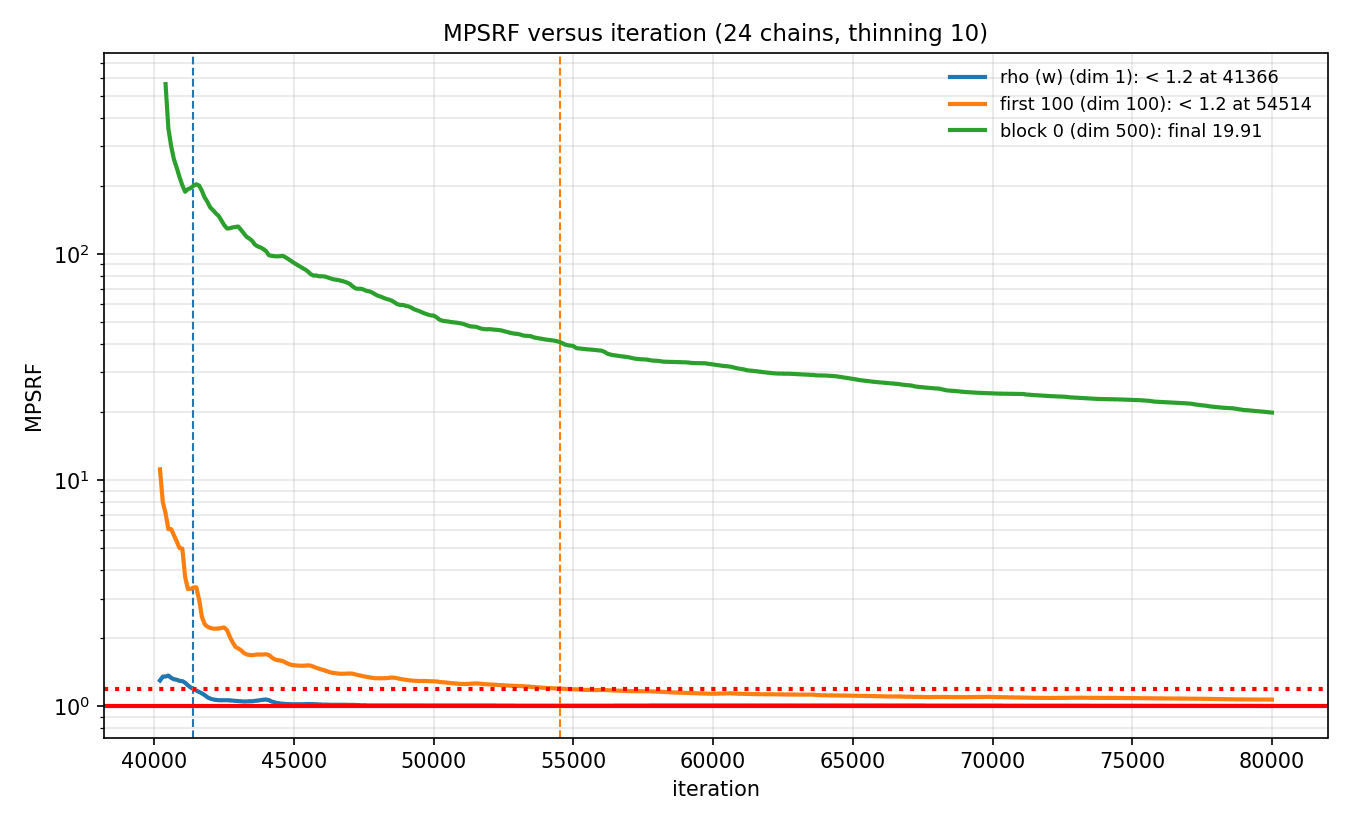 MPSRF versus iteration (24 chains, thinning 10)
rho (w) (dim 1): < 1.2 at 41366
first 100 (dim 100): < 1.2 at 54514
block 0 (dim 500): final 19.91
MPSRF
10²
10¹
10⁰
40000 45000 50000 55000 60000 65000 70000 75000 80000
iteration